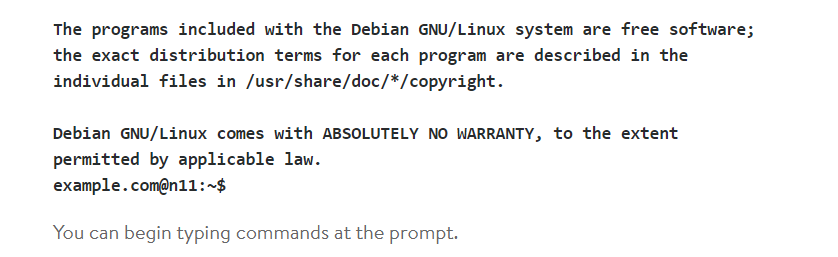 The programs included with the Debian GNU/Linux system are free software;
the exact distribution terms for each program are described in the
individual files in /usr/share/doc/*/copyright.
Debian GNU/Linux comes with ABSOLUTELY NO WARRANTY, to the extent
permitted by applicable law.
example.com@n11:~$
You can begin typing commands at the prompt.